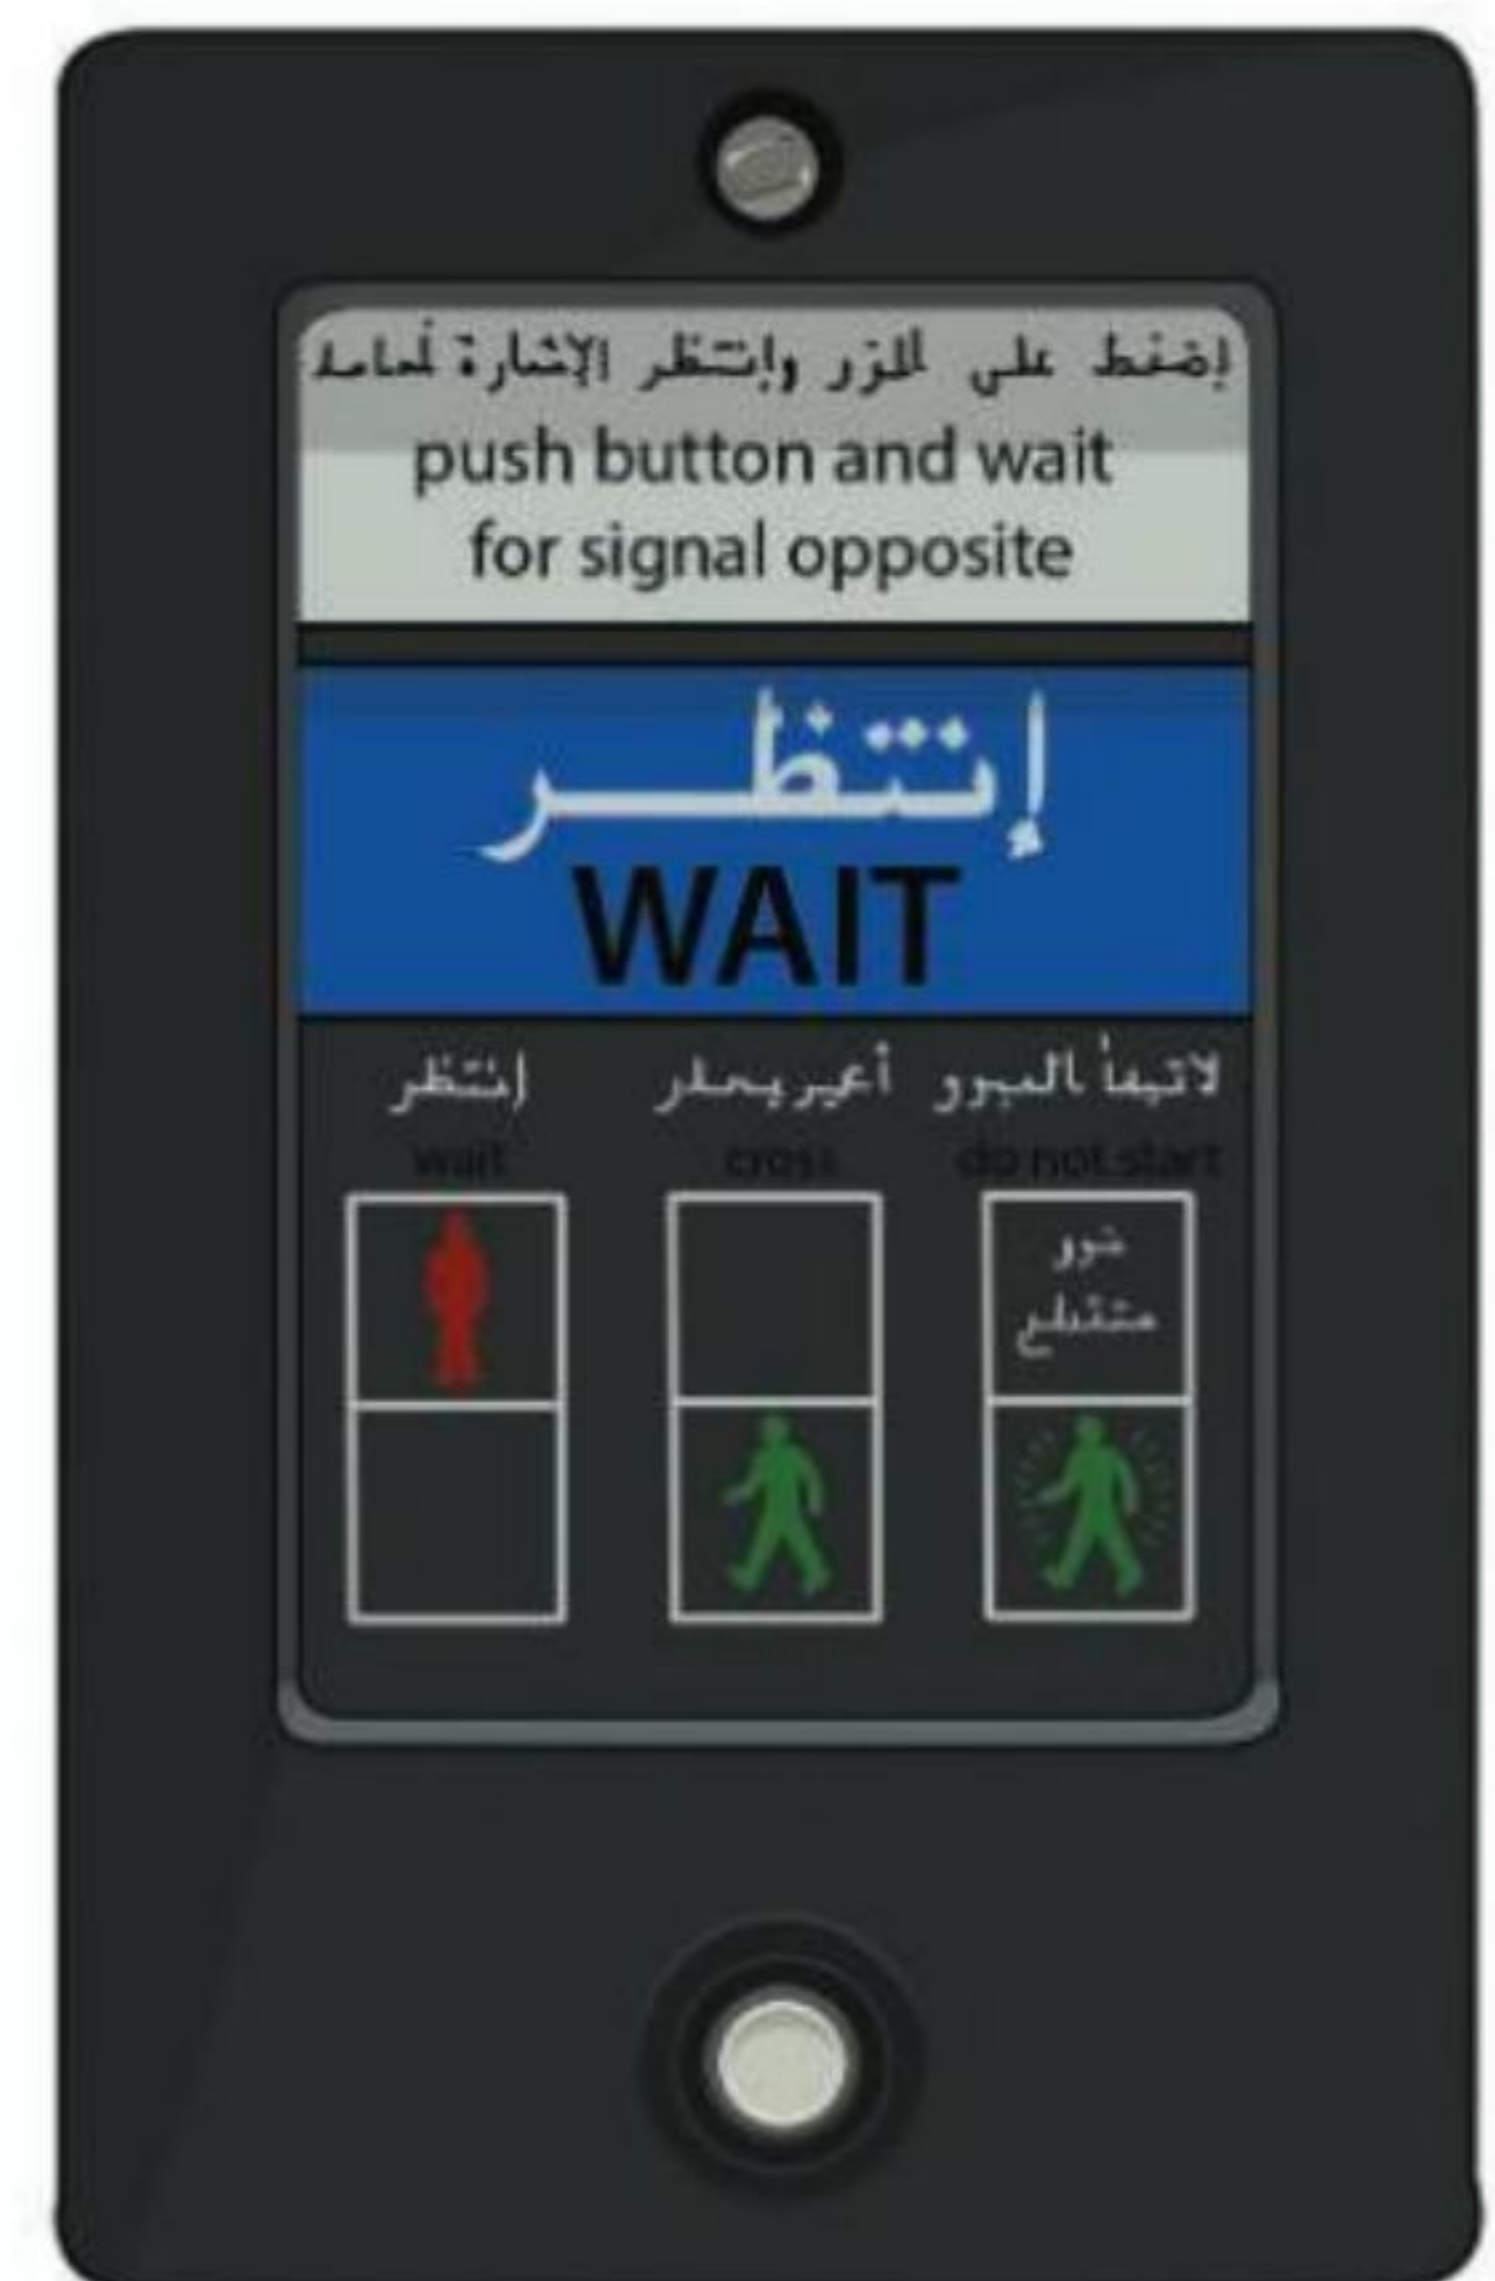 إضغط على الزر وإنتظر الإشارة أمامك
push button and wait
for signal opposite
إنتظر
WAIT
إنتظر
wait
cross
do not start